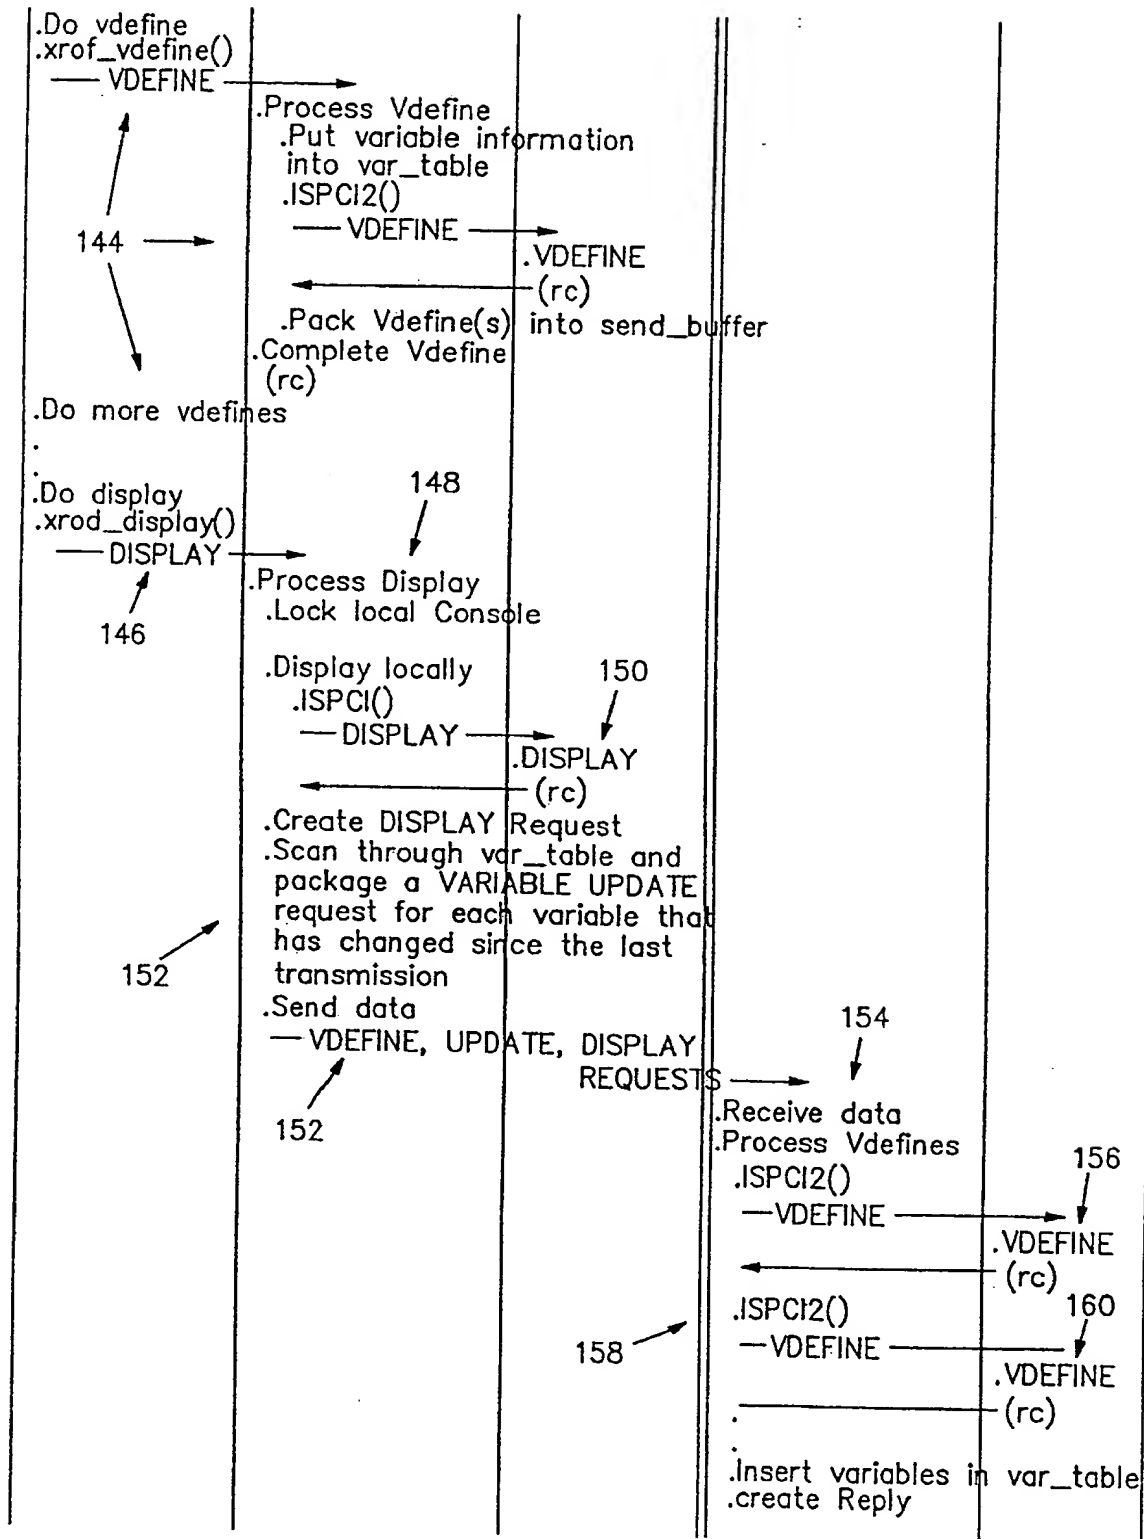 .Do vdefine
.xrof_vdefine()
VDEFINE
.Process Vdefine
.Put variable information
into var_table
.ISPCI2()
144
VDEFINE
.VDEFINE
(rc)
.Pack Vdefine(s) into send_buffer
.Complete Vdefine
(rc)
.Do more vdefines
.
.
.Do display
148
.xrod_display()
DISPLAY
.Process Display
146
.Lock local Console
.Display locally
150
.ISPCI()
DISPLAY
.DISPLAY
(rc)
.Create DISPLAY Request
.Scan through var_table and
package a VARIABLE UPDATE
request for each variable that
has changed since the last
152
transmission
.Send data
154
VDEFINE, UPDATE, DISPLAY
REQUESTS
152
.Receive data
.Process Vdefines
156
.ISPCI2()
VDEFINE
.VDEFINE
(rc)
.ISPCI2()
160
158
VDEFINE
.VDEFINE
(rc)
.
.
.Insert variables in var_table
.create Reply